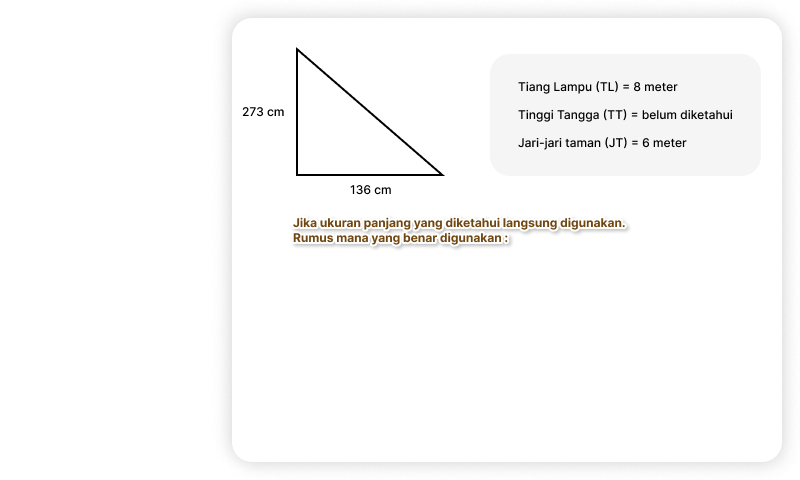 273 cm
136 cm
Tiang Lampu (TL) = 8 meter
Tinggi Tangga (TT) = belum diketahui
Jari-jari taman (JT) = 6 meter
Jika ukuran panjang yang diketahui langsung digunakan.
Rumus mana yang benar digunakan :